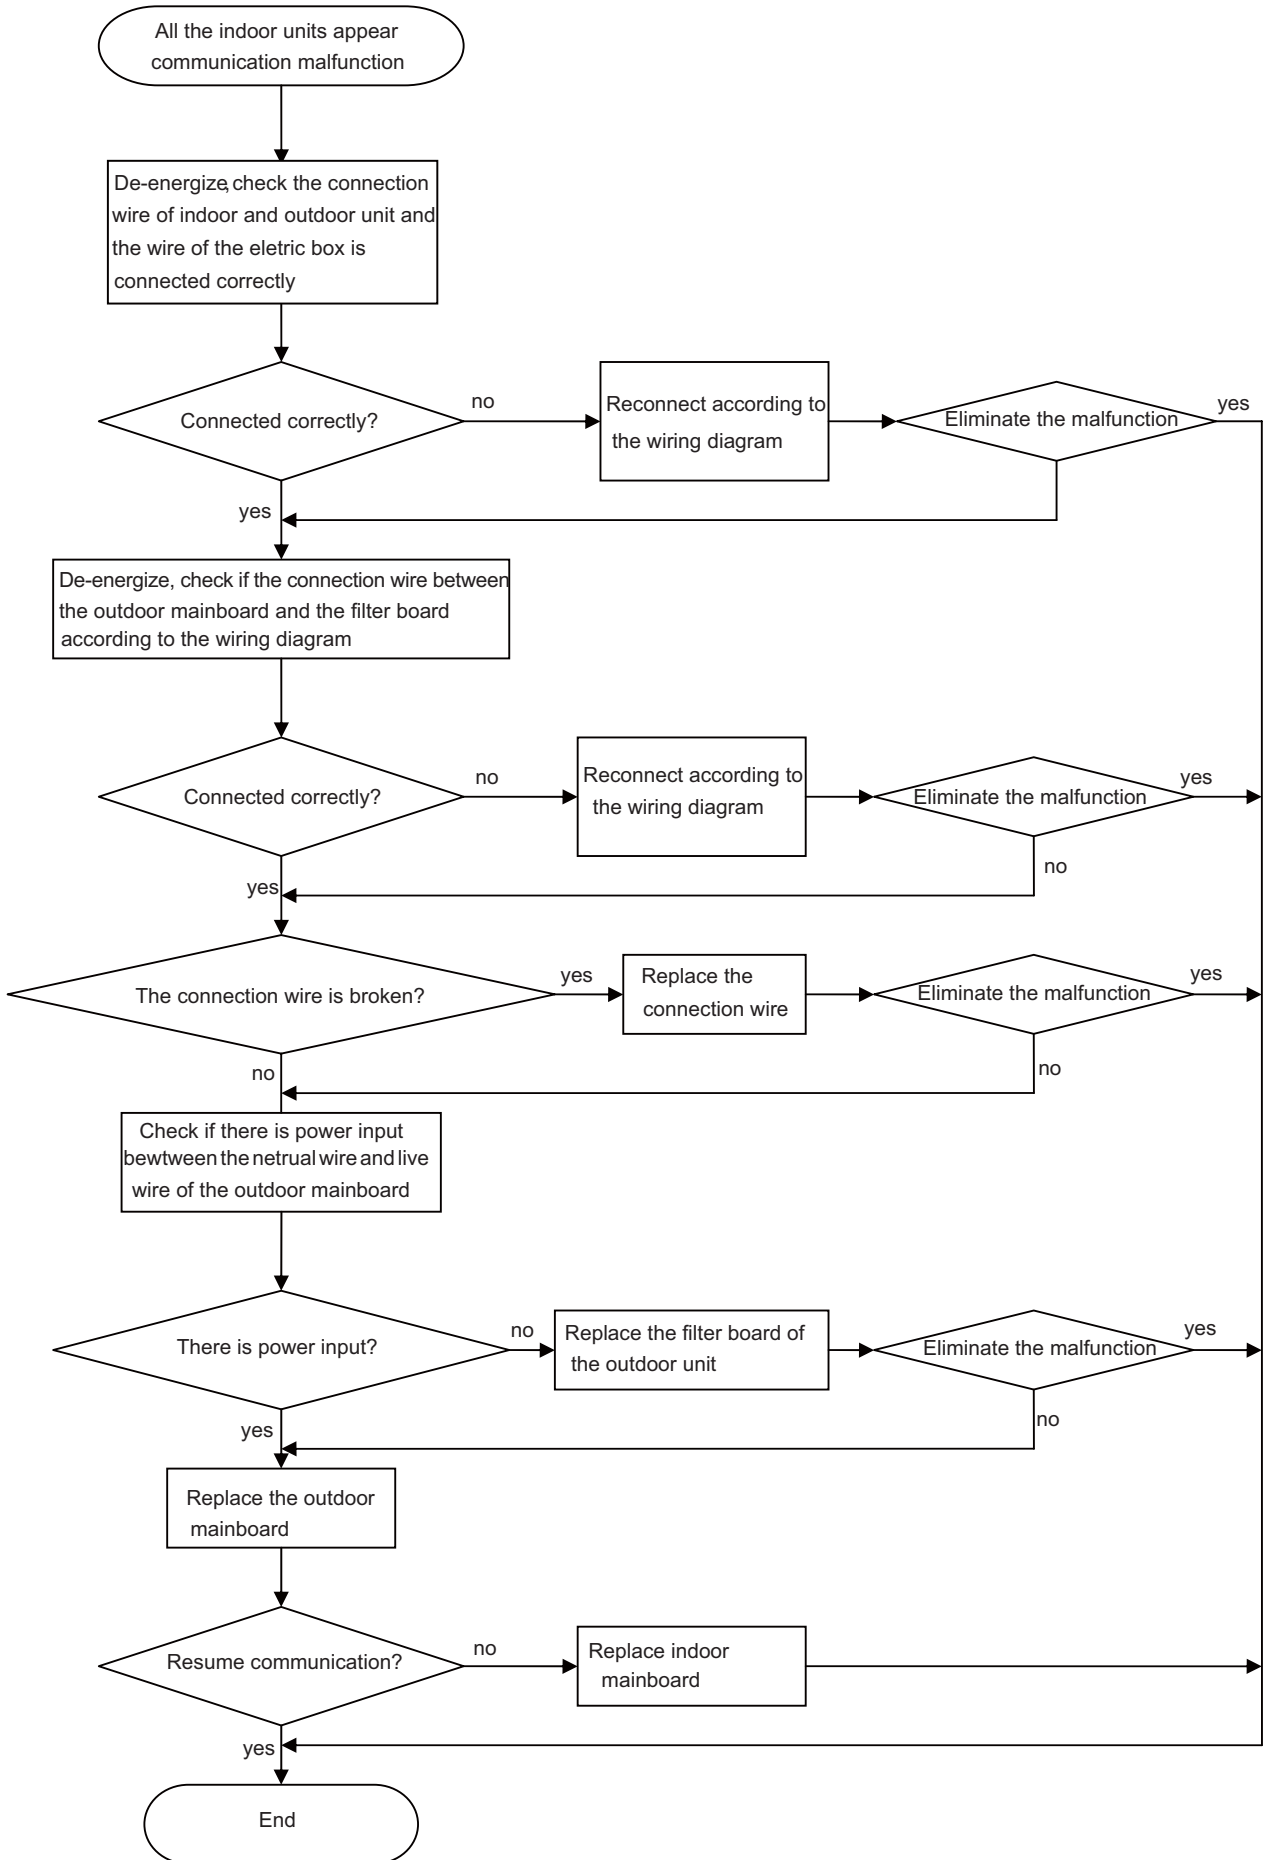 All the indoor units appear
communication malfunction
De-energize, check the connection
wire of indoor and outdoor unit and
the wire of the eletric box is
connected correctly
Connected correctly?
no
Reconnect according to
the wiring diagram
Eliminate the malfunction
yes
yes
De-energize, check if the connection wire between
the outdoor mainboard and the filter board
according to the wiring diagram
Connected correctly?
no
Reconnect according to
the wiring diagram
Eliminate the malfunction
yes
no
yes
The connection wire is broken?
yes
Replace the
connection wire
Eliminate the malfunction
yes
no
no
Check if there is power input
bewtween the netrual wire and live
wire of the outdoor mainboard
There is power input?
no
Replace the filter board of
the outdoor unit
Eliminate the malfunction
yes
no
yes
Replace the outdoor
mainboard
Resume communication?
no
Replace indoor
mainboard
yes
End